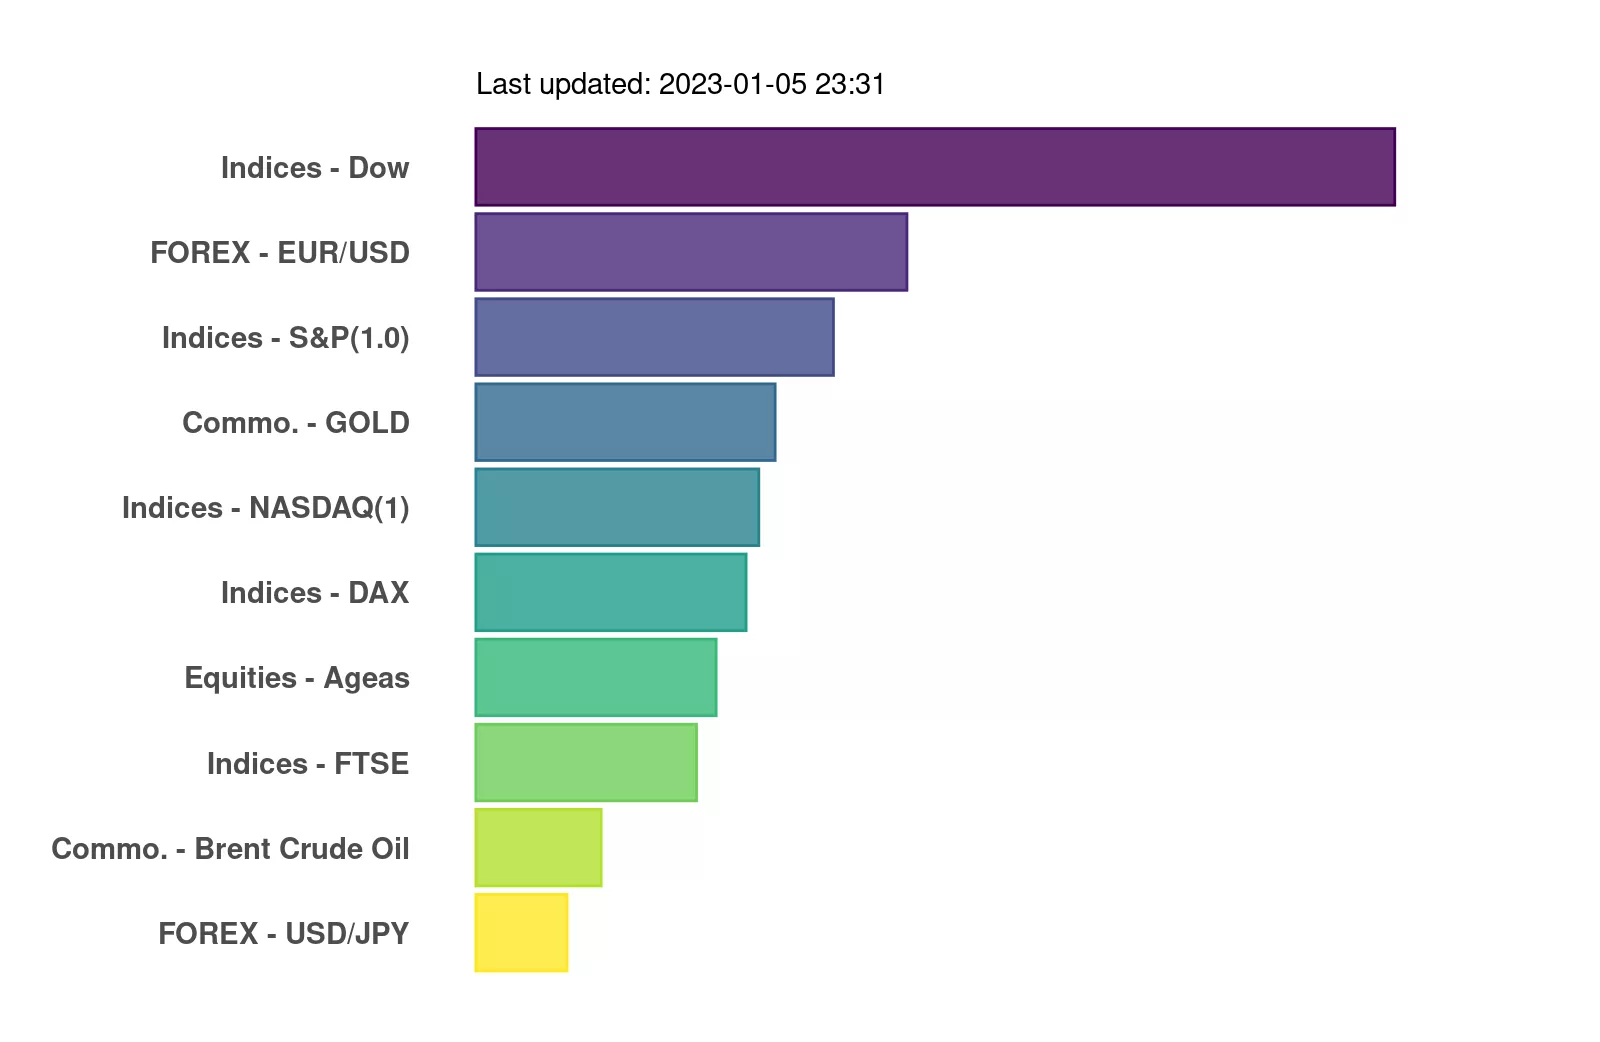 Last updated: 2023-01-05 23:31
Indices - Dow
FOREX - EUR/USD
Indices - S&P(1.0)
Commo. - GOLD
Indices - NASDAQ(1)
Indices - DAX
Equities - Ageas
Indices - FTSE
Commo. - Brent Crude Oil
FOREX - USD/JPY